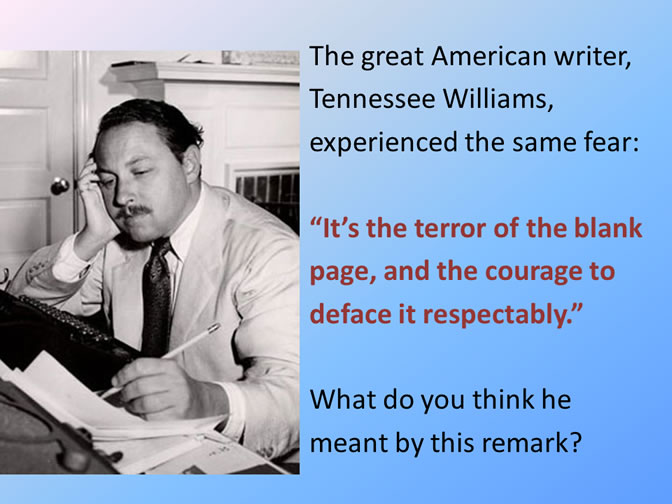 The great American writer,
Tennessee Williams,
experienced the same fear:
“It’s the terror of the blank
page, and the courage to
deface it respectably.”
What do you think he
meant by this remark?